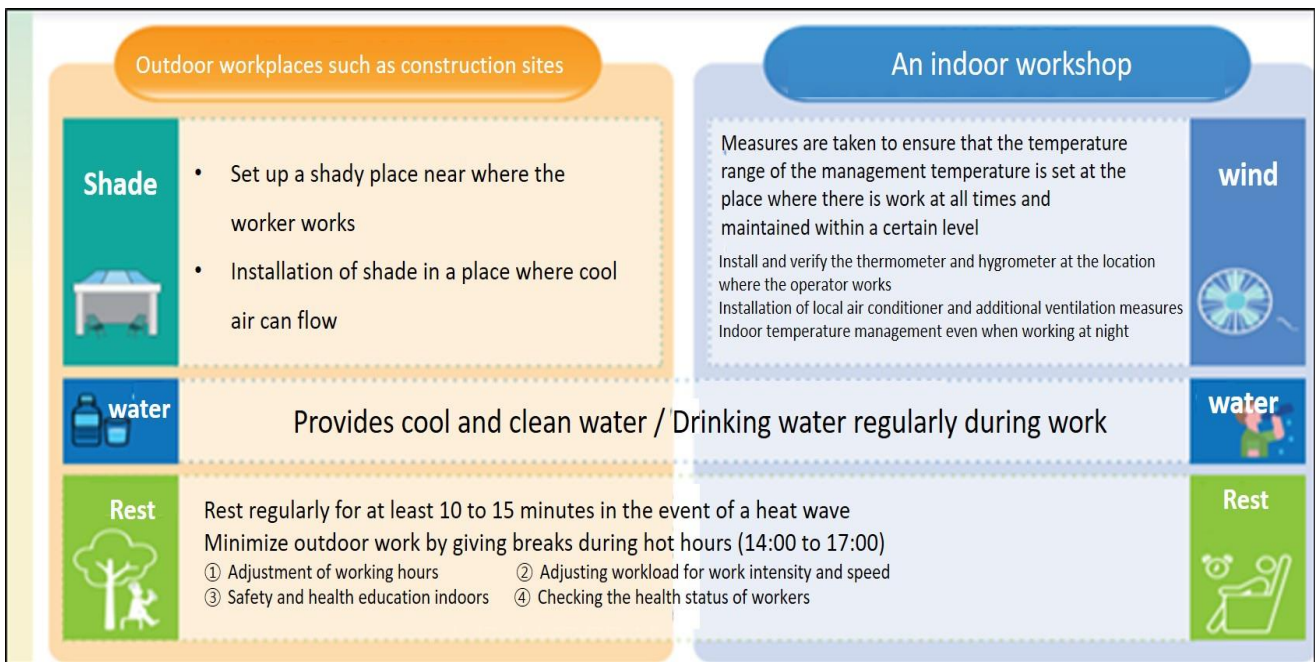 Outdoor workplaces such as construction sites
Shade
• Set up a shady place near where the
worker works
• Installation of shade in a place where cool
air can flow
An indoor workshop
Measures are taken to ensure that the temperature
range of the management temperature is set at the
place where there is work at all times and
maintained within a certain level
Install and verify the thermometer and hygrometer at the location
where the operator works
Installation of local air conditioner and additional ventilation measures
Indoor temperature management even when working at night
wind
water
Provides cool and clean water / Drinking water regularly during work
water
Rest
Rest regularly for at least 10 to 15 minutes in the event of a heat wave
Minimize outdoor work by giving breaks during hot hours (14:00 to 17:00)
① Adjustment of working hours ② Adjusting workload for work intensity and speed
③ Safety and health education indoors ④ Checking the health status of workers
Rest